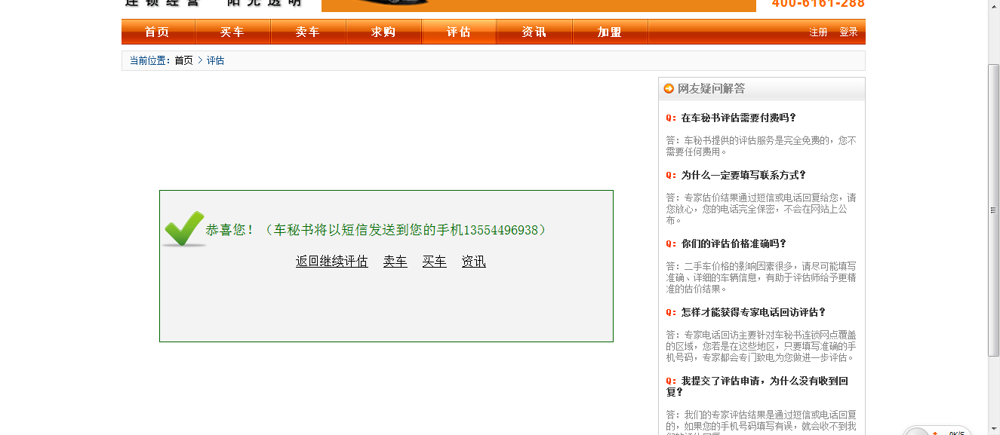 连锁经营 阳光透明
400-6161-288
首页 买车 卖车 求购 评估 资讯 加盟 注册 登录
当前位置：首页 > 评估
网友疑问解答
Q：在车秘书评估需要付费吗？
答：车秘书提供的评估服务是完全免费的，您不
需要任何费用。
Q：为什么一定要填写联系方式？
答：专家估价结果通过短信或电话回复给您，请
您放心，您的电话完全保密，不会在网站上公
布。
Q：你们的评估价格准确吗？
答：二手车价格的影响因素很多，请尽可能填写
准确、详细的车辆信息，有助于评估师给予更精
准的估价结果。
Q：怎样才能获得专家电话回访评估？
答：专家电话回访主要针对车秘书连锁网点覆盖
的区域，您若是在这些地区，只要填写准确的手
机号码，专家都会专门致电为您做进一步评估。
Q：我提交了评估申请，为什么没有收到回
复？
答：我们的专家评估结果是通过短信或电话回复
的，如果您的手机号码填写有误，就会收不到我
恭喜您！（车秘书将以短信发送到您的手机13554496938）
返回继续评估 卖车 买车 资讯